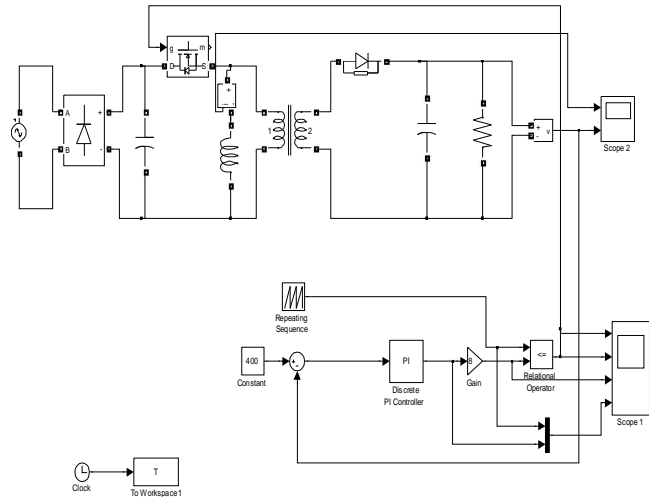 g m
D S
+
i -
A +
B -
1 2
+
- v
Scope 2
Repeating
Sequence
400
Constant
+
-
PI
Discrete
PI Controller
8
Gain
<=
Relational
Operator
Scope 1
Clock
T
To Workspace1